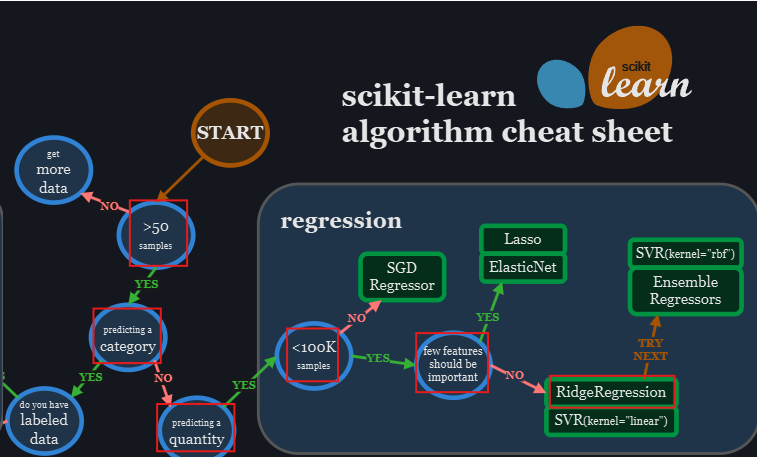 scikit-learn
algorithm cheat sheet
scikit
learn
START
get
more
data
NO
>50
samples
YES
predicting a
category
YES
NO
do you have
labeled
data
predicting a
quantity
YES
regression
<100K
samples
NO
SGD
Regressor
YES
few features
should be
important
YES
Lasso
ElasticNet
NO
RidgeRegression
SVR(kernel="linear")
TRY
NEXT
SVR(kernel="rbf")
Ensemble
Regressors